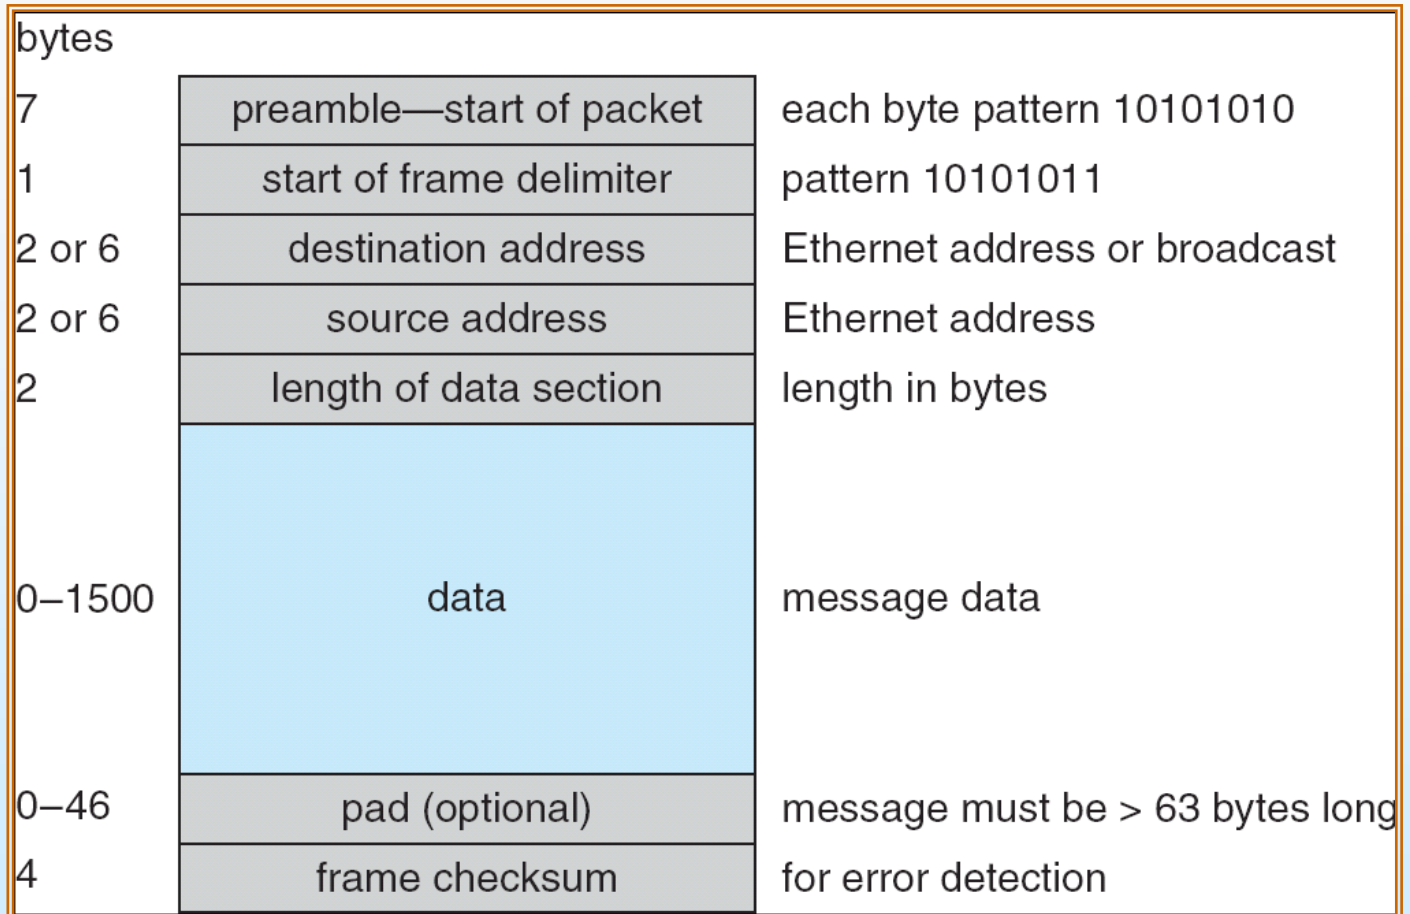 bytes
7 preamble—start of packet each byte pattern 10101010
1 start of frame delimiter pattern 10101011
2 or 6 destination address Ethernet address or broadcast
2 or 6 source address Ethernet address
2 length of data section length in bytes
0–1500 data message data
0–46 pad (optional) message must be > 63 bytes long
4 frame checksum for error detection